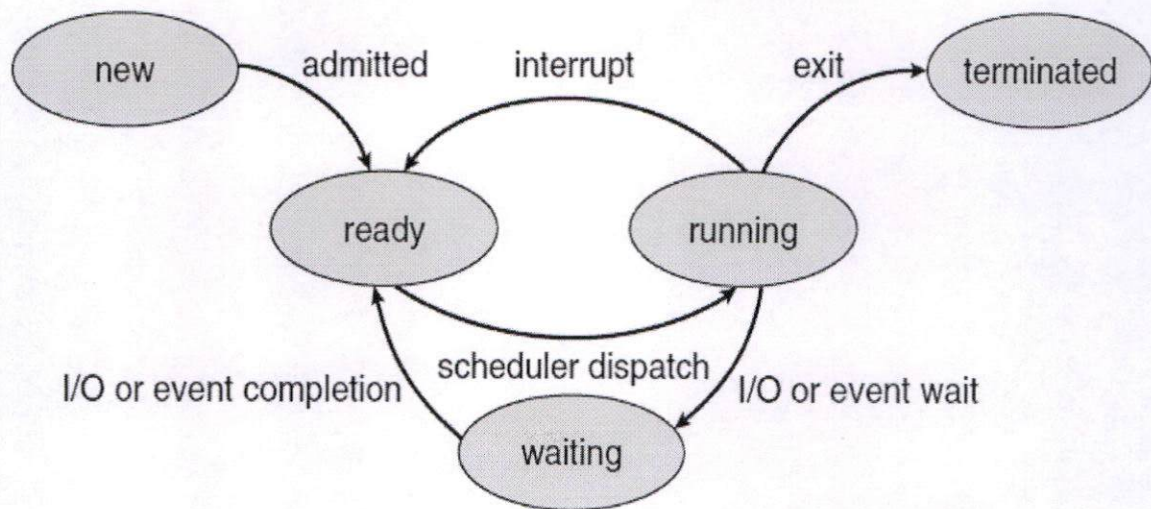 new
admitted
interrupt
exit
terminated
ready
running
scheduler dispatch
I/O or event completion
I/O or event wait
waiting